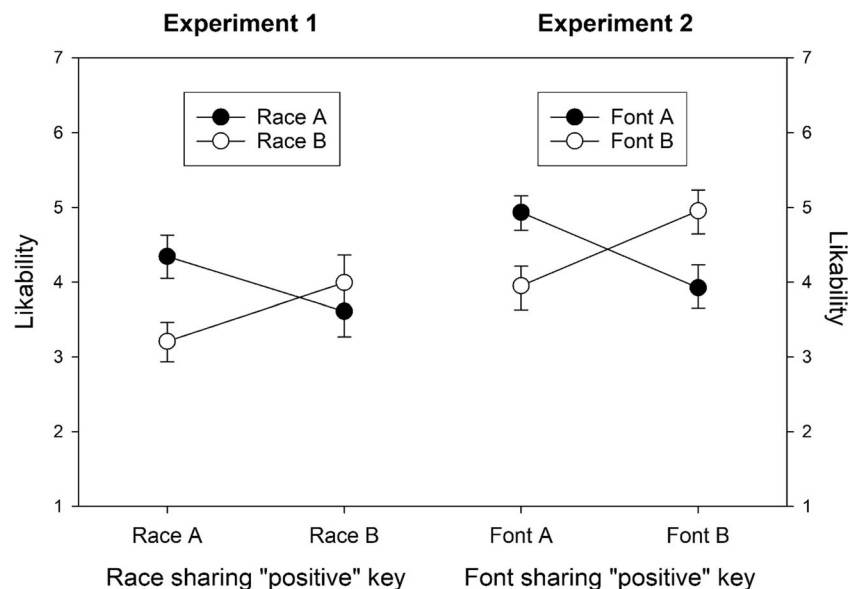 Experiment 1
Experiment 2
7
6
5
4
3
2
1
Likability
Race A
Race B
Font A
Font B
7
6
5
4
3
2
1
Likability
Race A
Race B
Font A
Font B
Race sharing "positive" key
Font sharing "positive" key